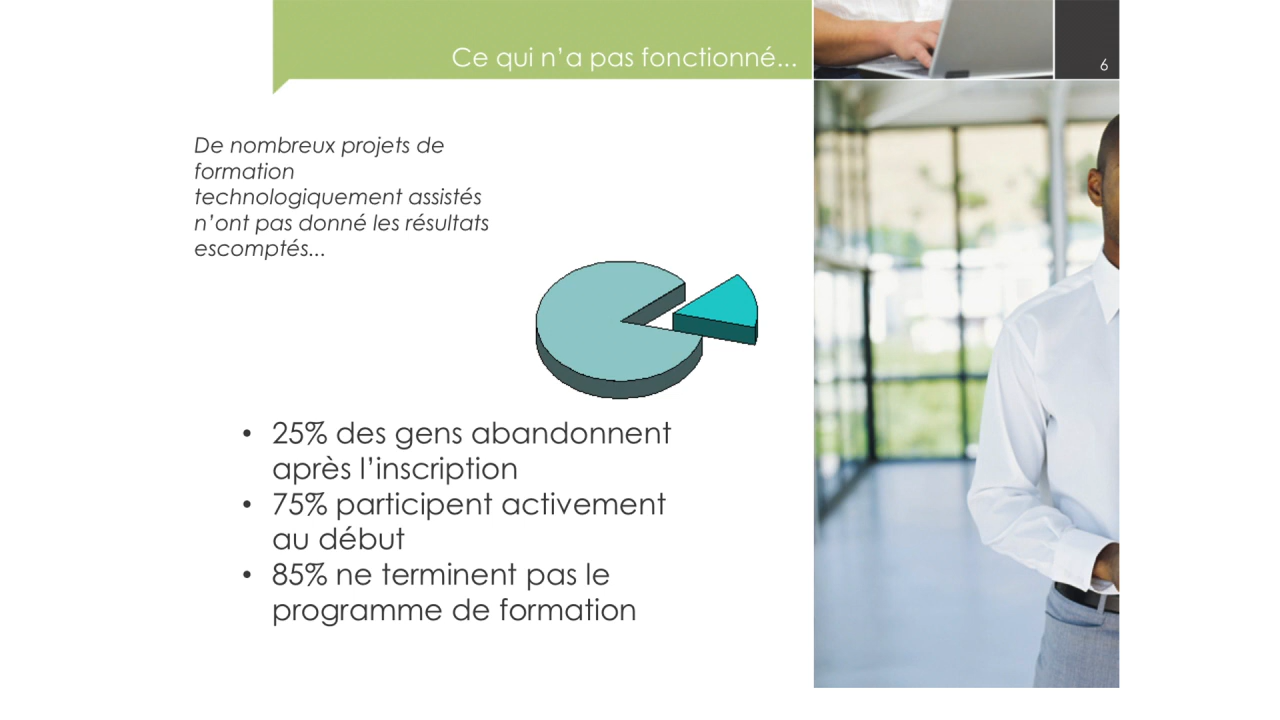 Ce qui n’a pas fonctionné...
6
De nombreux projets de
formation
technologiquement assistés
n’ont pas donné les résultats
escomptés...
• 25% des gens abandonnent
après l’inscription
• 75% participent activement
au début
• 85% ne terminent pas le
programme de formation